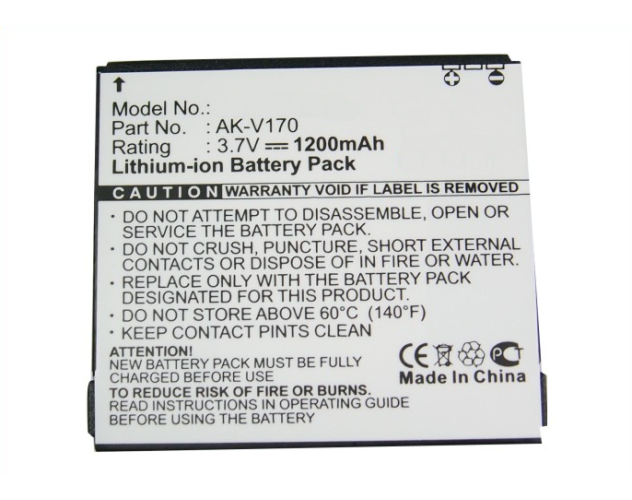 Model No.:
Part No. : AK-V170
Rating : 3.7V 1200mAh
Lithium-ion Battery Pack
CAUTION WARRANTY VOID IF LABEL IS REMOVED
• DO NOT ATTEMPT TO DISASSEMBLE, OPEN OR
SERVICE THE BATTERY PACK.
• DO NOT CRUSH, PUNCTURE, SHORT EXTERNAL
CONTACTS OR DISPOSE OF IN FIRE OR WATER.
• REPLACE ONLY WITH THE BATTERY PACK
DESIGNATED FOR THIS EQUIPMENT.
• DO NOT STORE ABOVE 60°C (140°F)
• KEEP CONTACT PINTS CLEAN
ATTENTION!
NEW BATTERY PACK MUST BE FULLY
CHARGED BEFORE USE.
TO REDUCE RISK OF FIRE OR BURNS.
READ INSTRUCTIONS IN OPERATING GUIDE
BEFORE USE.
CE PCT
Made In China